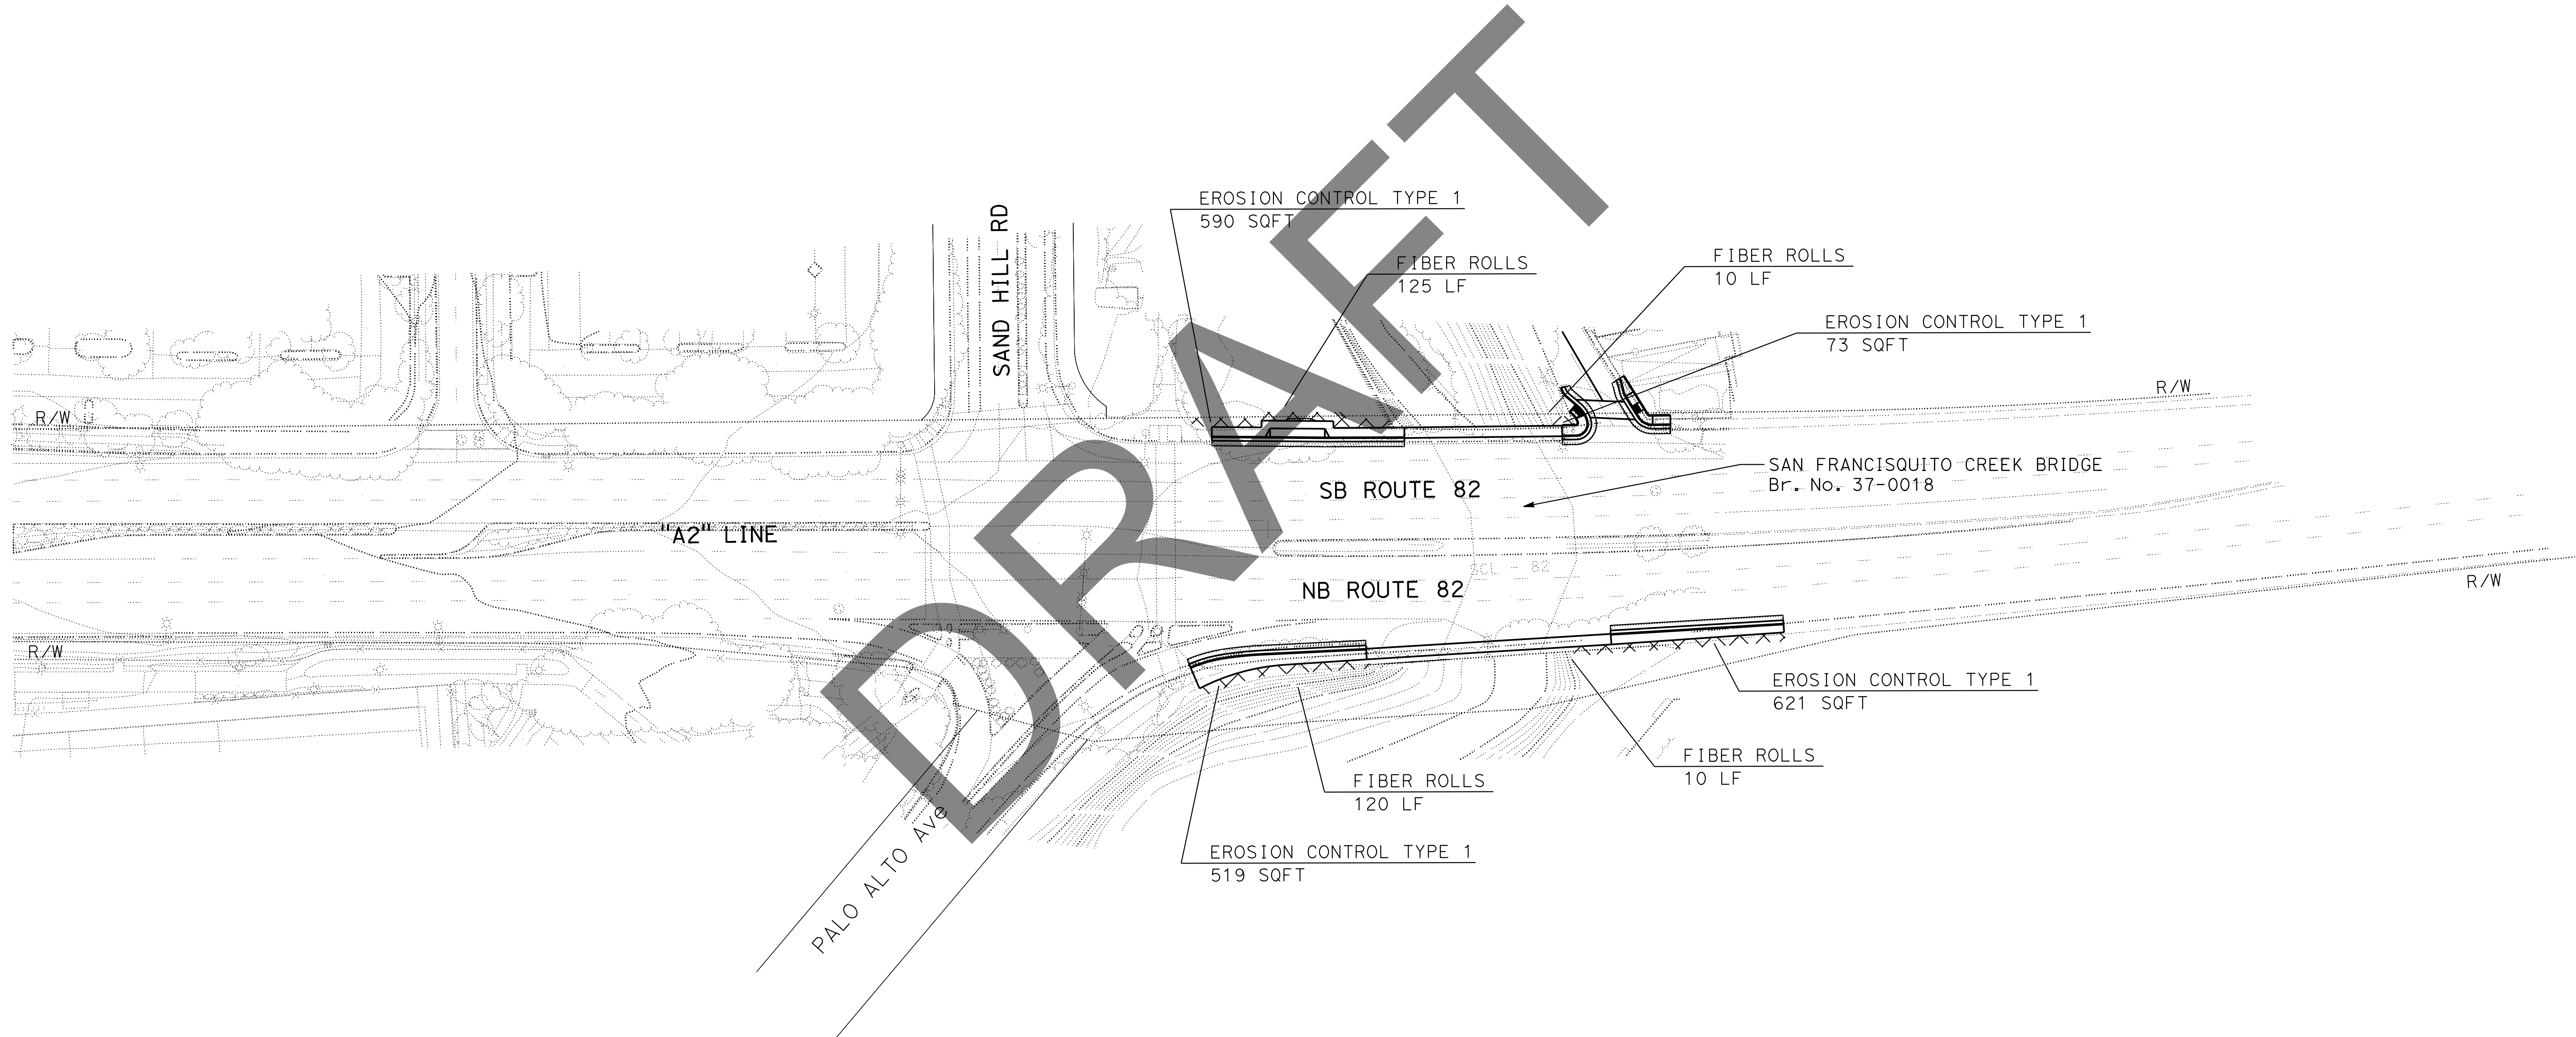 EROSION CONTROL TYPE 1
590 SQFT
FIBER ROLLS
125 LF
FIBER ROLLS
10 LF
EROSION CONTROL TYPE 1
73 SQFT
SAND HILL RD
R/W
R/W
SAN FRANCISQUITO CREEK BRIDGE
Br. No. 37-0018
SB ROUTE 82
"A2" LINE
SCL - 82
NB ROUTE 82
R/W
R/W
EROSION CONTROL TYPE 1
621 SQFT
FIBER ROLLS
10 LF
FIBER ROLLS
120 LF
EROSION CONTROL TYPE 1
519 SQFT
PALO ALTO Ave
DRAFT